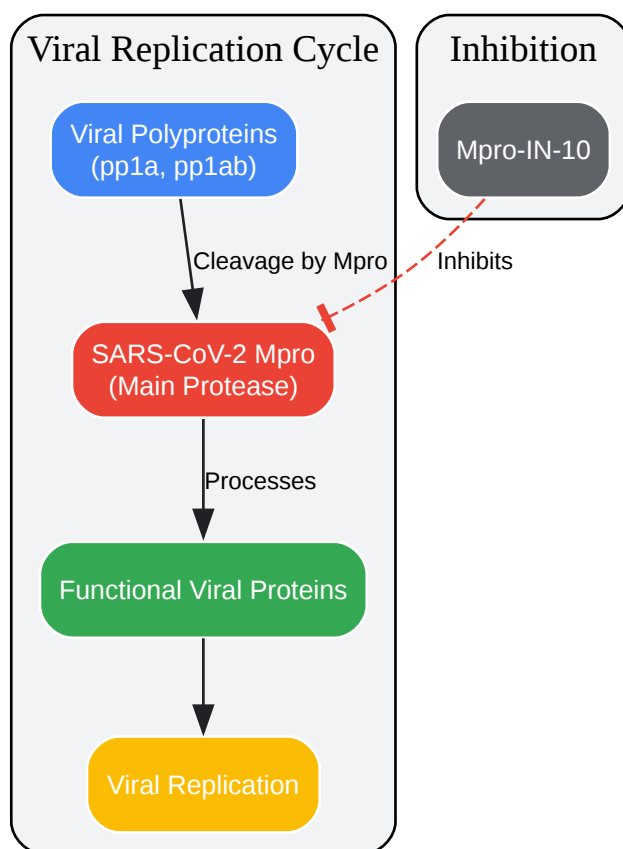 Viral Replication Cycle
Inhibition
Viral Polyproteins
(pp1a, pp1ab)
Mpro-IN-10
Cleavage by Mpro
Inhibits
SARS-CoV-2 Mpro
(Main Protease)
Processes
Functional Viral Proteins
Viral Replication